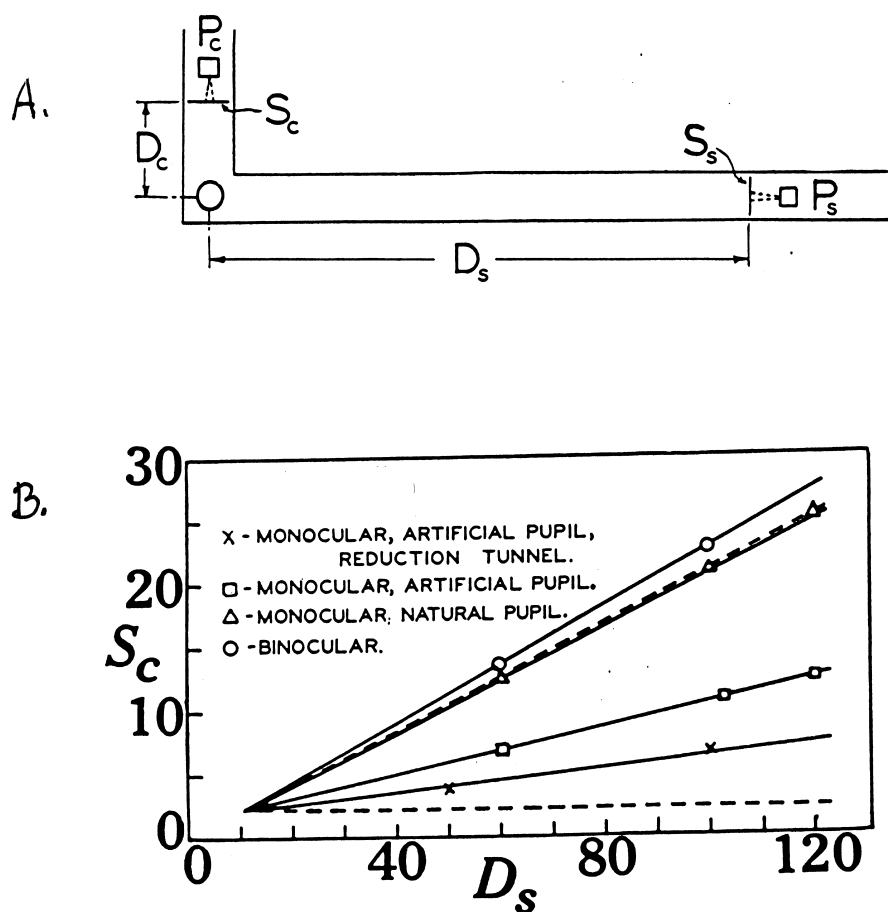 A.
P_c
S_c
D_c
S_s
P_s
D_s
B.
30
20
10
0
S_c
x - MONOCULAR, ARTIFICIAL PUPIL,
REDUCTION TUNNEL.
□ - MONOCULAR, ARTIFICIAL PUPIL.
△ - MONOCULAR, NATURAL PUPIL.
○ - BINOCULAR.
0 40 80 120
D_s